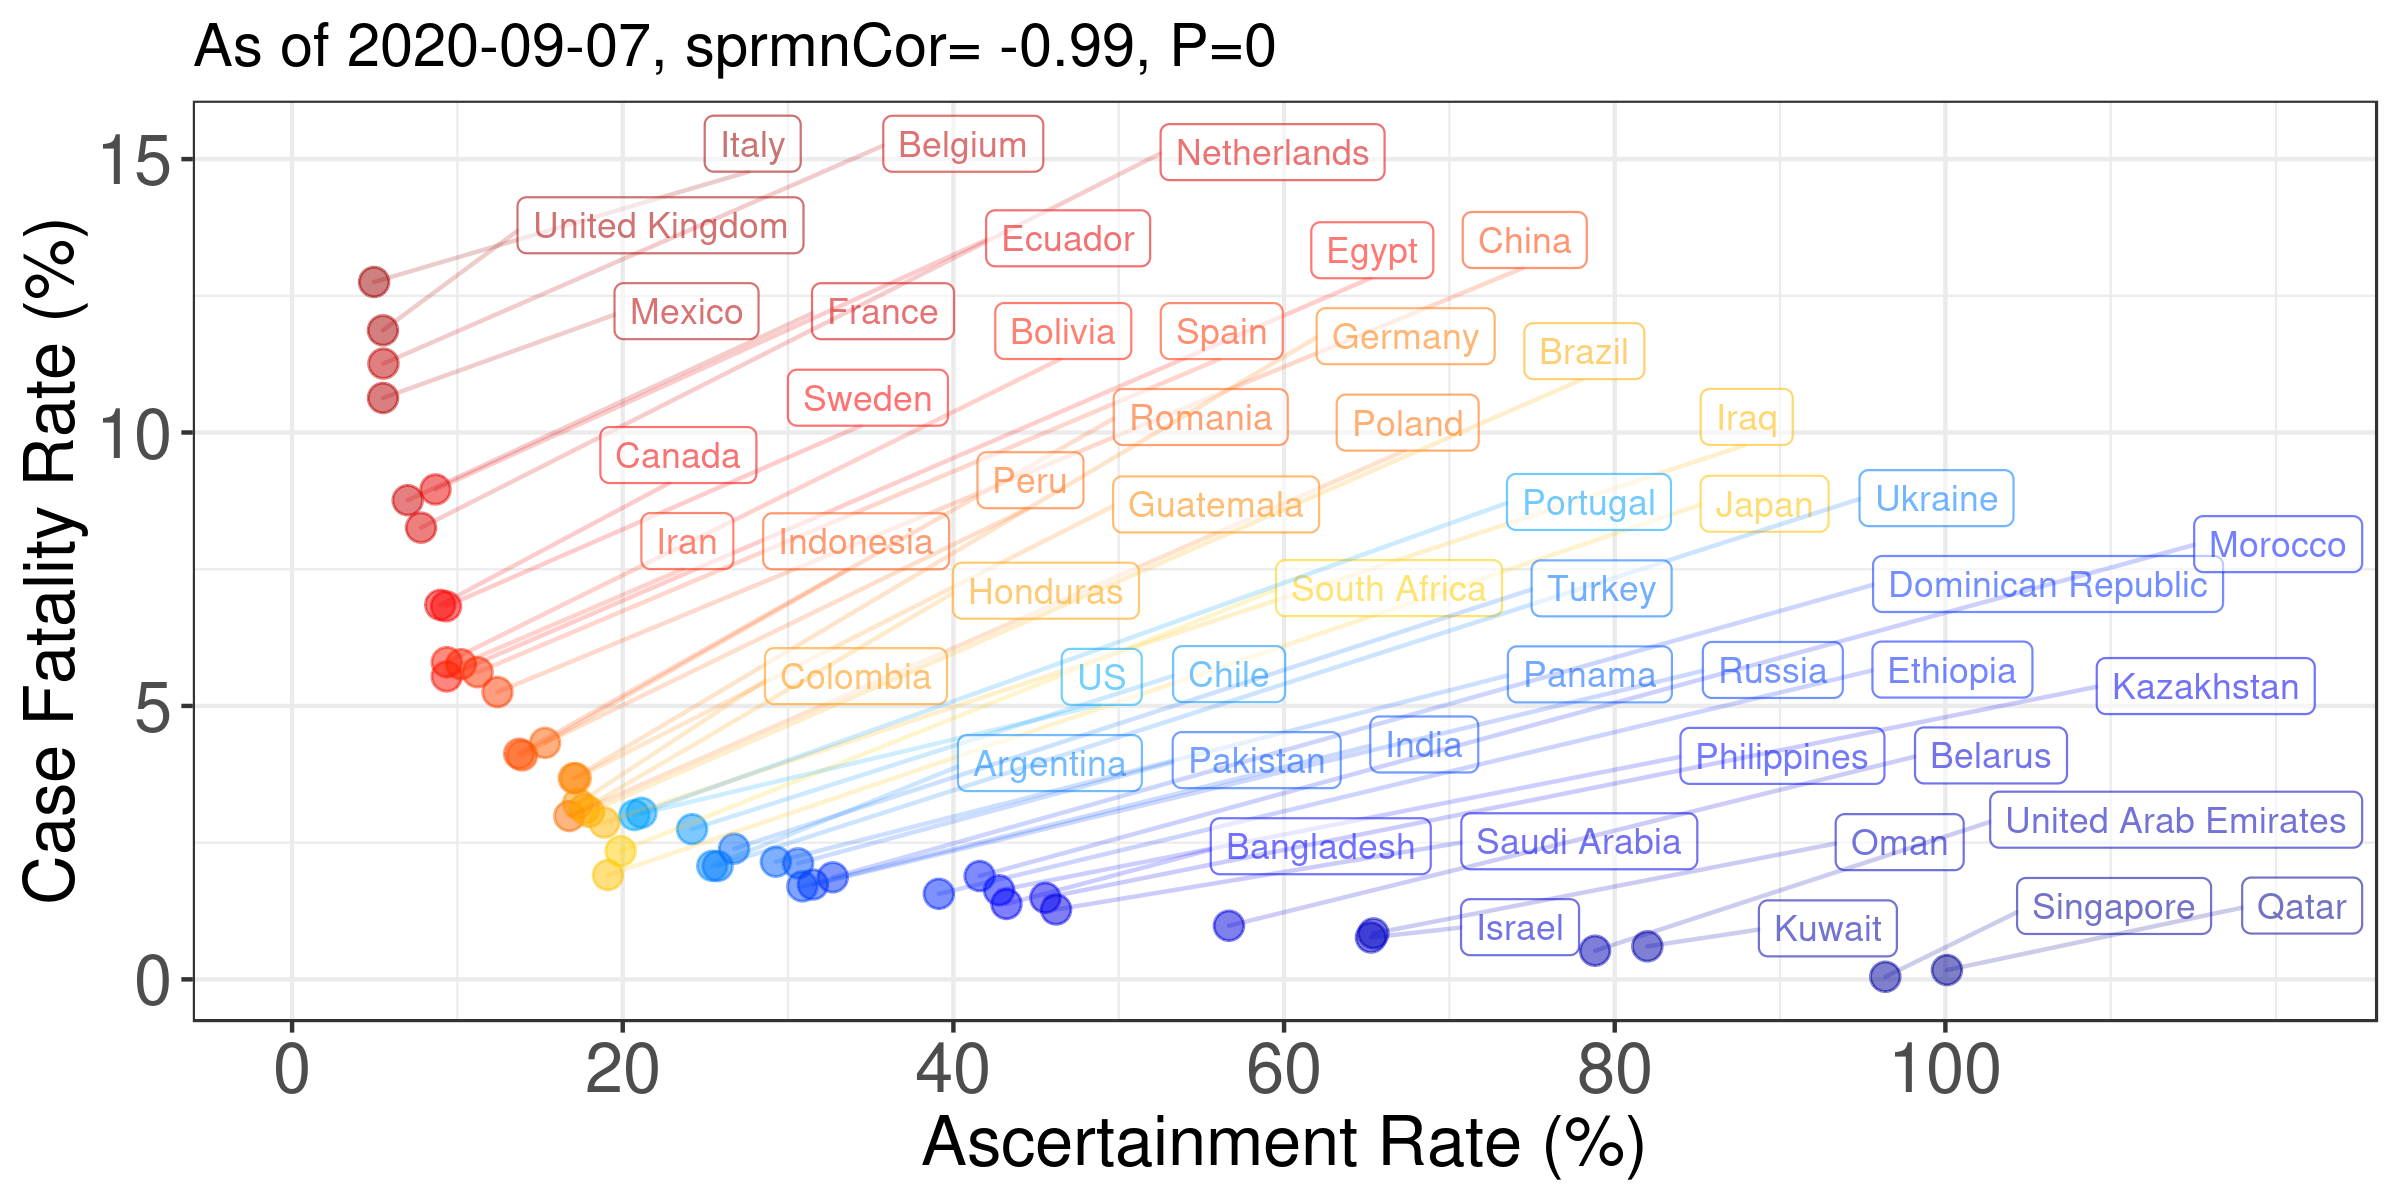 As of 2020-09-07, sprmnCor= -0.99, P=0
Case Fatality Rate (%)
15
10
5
0
Italy
Belgium
Netherlands
United Kingdom
Ecuador
Egypt
China
Mexico
France
Bolivia
Spain
Germany
Brazil
Sweden
Romania
Poland
Iraq
Canada
Peru
Guatemala
Portugal
Japan
Ukraine
Iran
Indonesia
Morocco
Honduras
South Africa
Turkey
Dominican Republic
Colombia
US
Chile
Panama
Russia
Ethiopia
Kazakhstan
Argentina
Pakistan
India
Philippines
Belarus
Bangladesh
Saudi Arabia
Oman
United Arab Emirates
Israel
Kuwait
Singapore
Qatar
0
20
40
60
80
100
Ascertainment Rate (%)